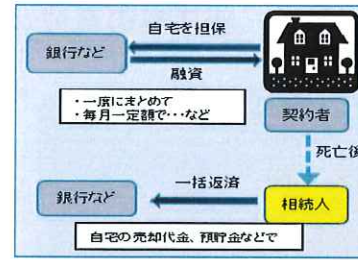 自宅を担保
銀行など
融資
・一度にまとめて
・毎月一定額で…など
契約者
死亡後
銀行など
一括返済
相続人
自宅の売却代金、預貯金などで